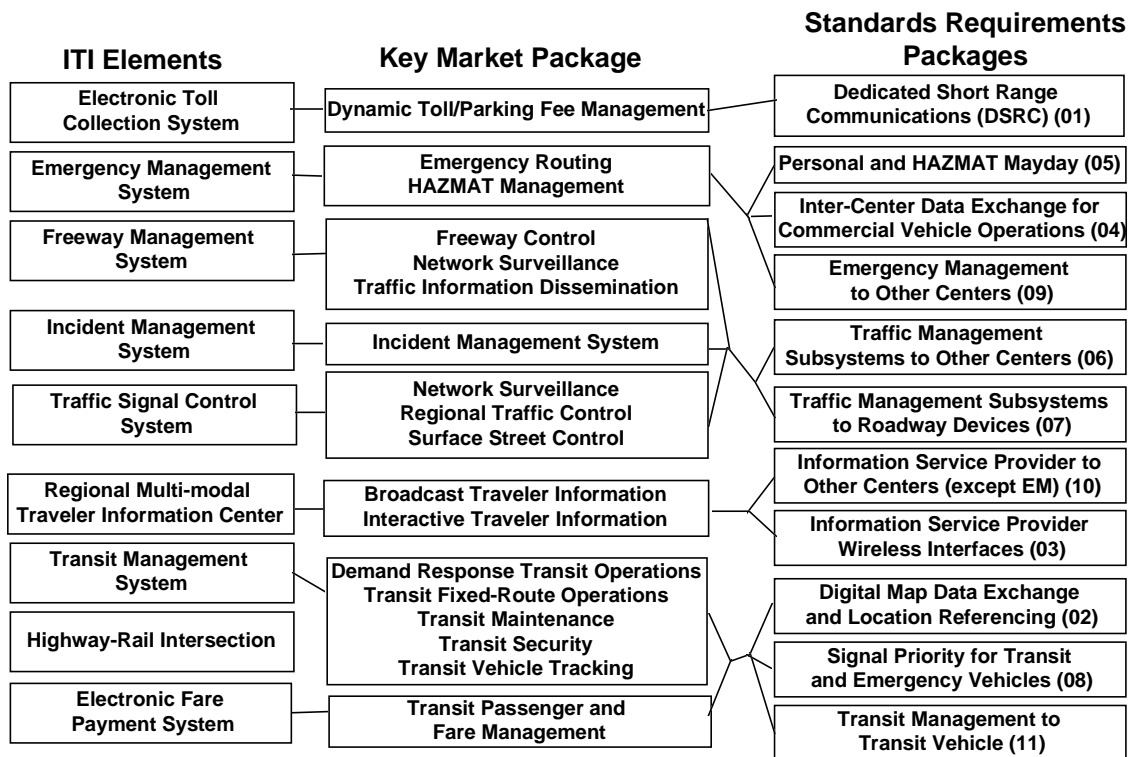 ITI Elements
Electronic Toll
Collection System
Emergency Management
System
Freeway Management
System
Incident Management
System
Traffic Signal Control
System
Regional Multi-modal
Traveler Information Center
Transit Management
System
Highway-Rail Intersection
Electronic Fare
Payment System
Key Market Package
Dynamic Toll/Parking Fee Management
Emergency Routing
HAZMAT Management
Freeway Control
Network Surveillance
Traffic Information Dissemination
Incident Management System
Network Surveillance
Regional Traffic Control
Surface Street Control
Broadcast Traveler Information
Interactive Traveler Information
Demand Response Transit Operations
Transit Fixed-Route Operations
Transit Maintenance
Transit Security
Transit Vehicle Tracking
Transit Passenger and
Fare Management
Standards Requirements
Packages
Dedicated Short Range
Communications (DSRC) (01)
Personal and HAZMAT Mayday (05)
Inter-Center Data Exchange for
Commercial Vehicle Operations (04)
Emergency Management
to Other Centers (09)
Traffic Management
Subsystems to Other Centers (06)
Traffic Management Subsystems
to Roadway Devices (07)
Information Service Provider to
Other Centers (except EM) (10)
Information Service Provider
Wireless Interfaces (03)
Digital Map Data Exchange
and Location Referencing (02)
Signal Priority for Transit
and Emergency Vehicles (08)
Transit Management to
Transit Vehicle (11)